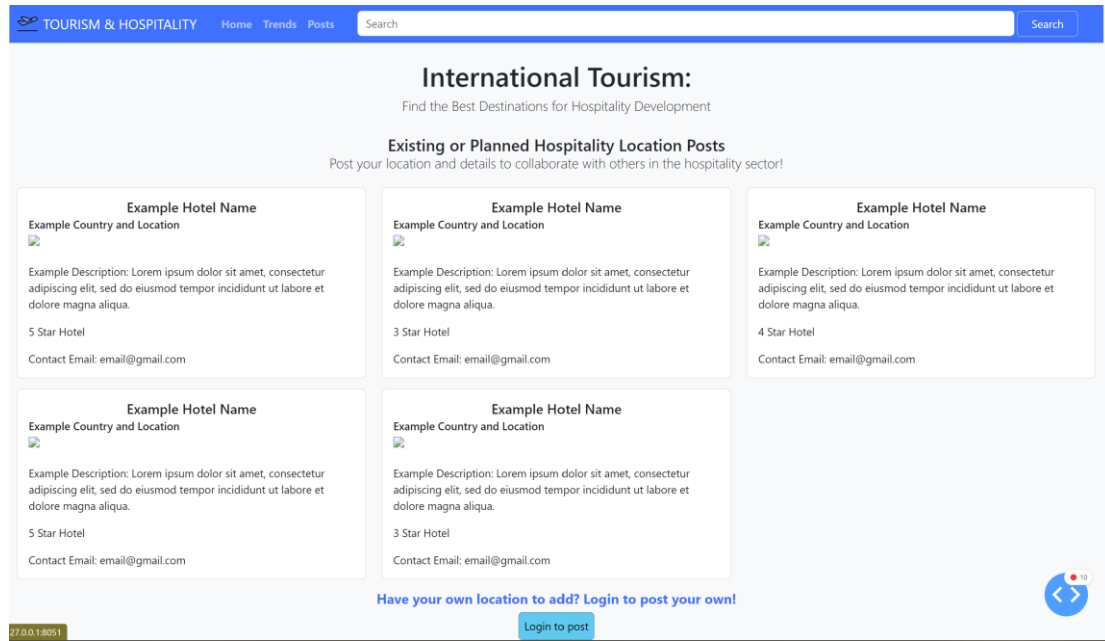 TOURISM & HOSPITALITY Home Trends Posts Search Search
International Tourism:
Find the Best Destinations for Hospitality Development
Existing or Planned Hospitality Location Posts
Post your location and details to collaborate with others in the hospitality sector!
Example Hotel Name
Example Country and Location
Example Description: Lorem ipsum dolor sit amet, consectetur
adipiscing elit, sed do eiusmod tempor incididunt ut labore et
dolore magna aliqua.
5 Star Hotel
Contact Email: email@gmail.com
Example Hotel Name
Example Country and Location
Example Description: Lorem ipsum dolor sit amet, consectetur
adipiscing elit, sed do eiusmod tempor incididunt ut labore et
dolore magna aliqua.
3 Star Hotel
Contact Email: email@gmail.com
Example Hotel Name
Example Country and Location
Example Description: Lorem ipsum dolor sit amet, consectetur
adipiscing elit, sed do eiusmod tempor incididunt ut labore et
dolore magna aliqua.
4 Star Hotel
Contact Email: email@gmail.com
Example Hotel Name
Example Country and Location
Example Description: Lorem ipsum dolor sit amet, consectetur
adipiscing elit, sed do eiusmod tempor incididunt ut labore et
dolore magna aliqua.
5 Star Hotel
Contact Email: email@gmail.com
Example Hotel Name
Example Country and Location
Example Description: Lorem ipsum dolor sit amet, consectetur
adipiscing elit, sed do eiusmod tempor incididunt ut labore et
dolore magna aliqua.
3 Star Hotel
Contact Email: email@gmail.com
10
Have your own location to add? Login to post your own!
Login to post
27.0.0.1:8051